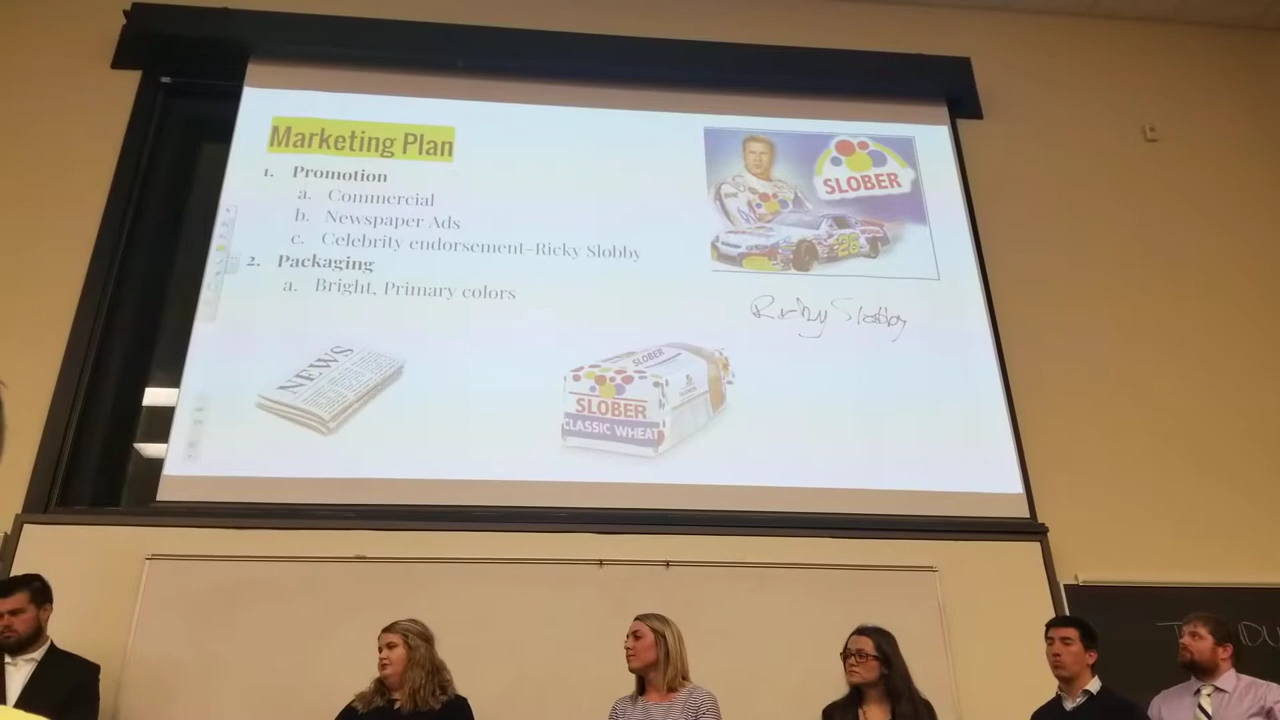 Marketing Plan
1. Promotion
a. Commercial
b. Newspaper Ads
c. Celebrity endorsement-Ricky Slobby
2. Packaging
a. Bright, Primary colors
SLOBER
26
Ricky Slobby
NEWS
SLOBER
SLOBER
CLASSIC WHEAT